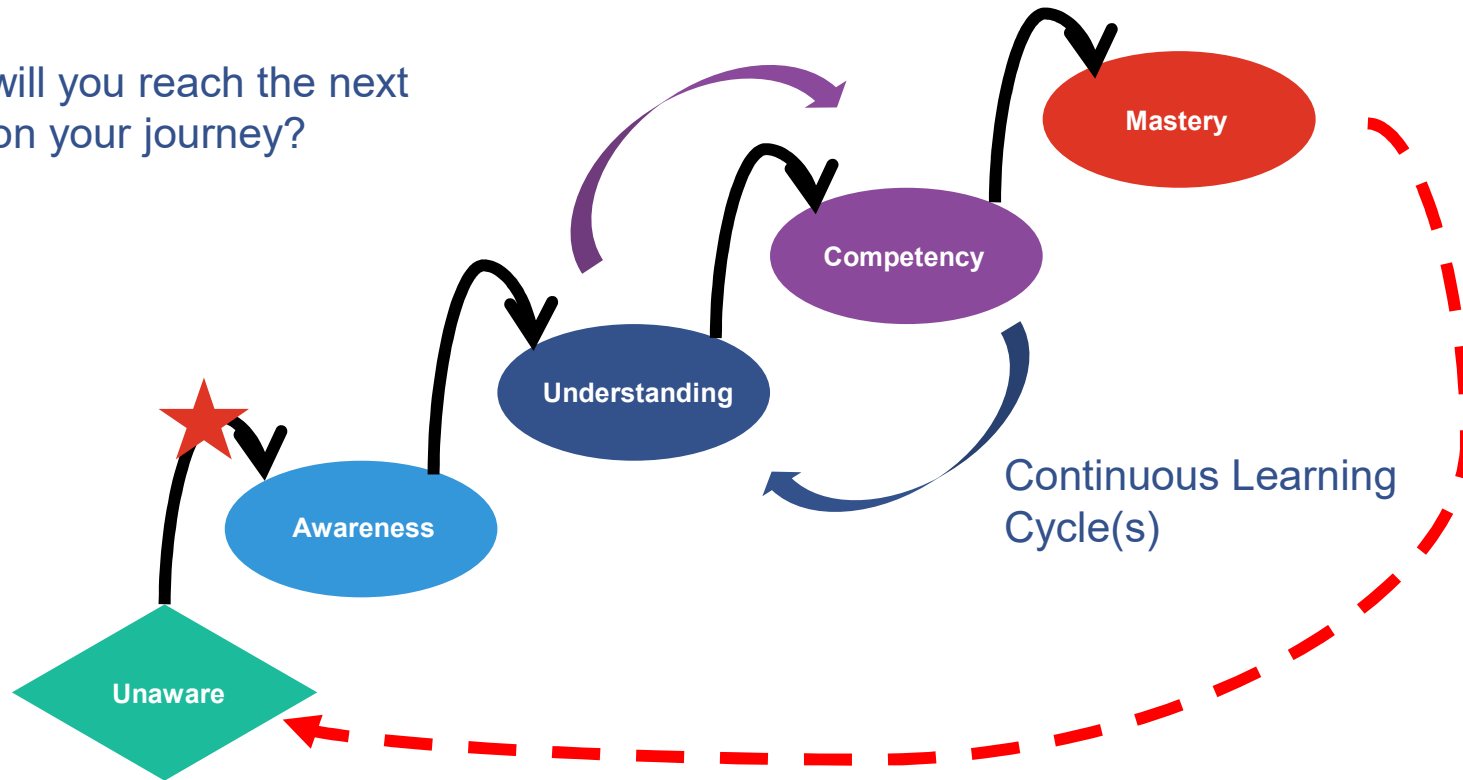 will you reach the next
on your journey?
Mastery
Competency
Understanding
Continuous Learning
Cycle(s)
Awareness
Unaware